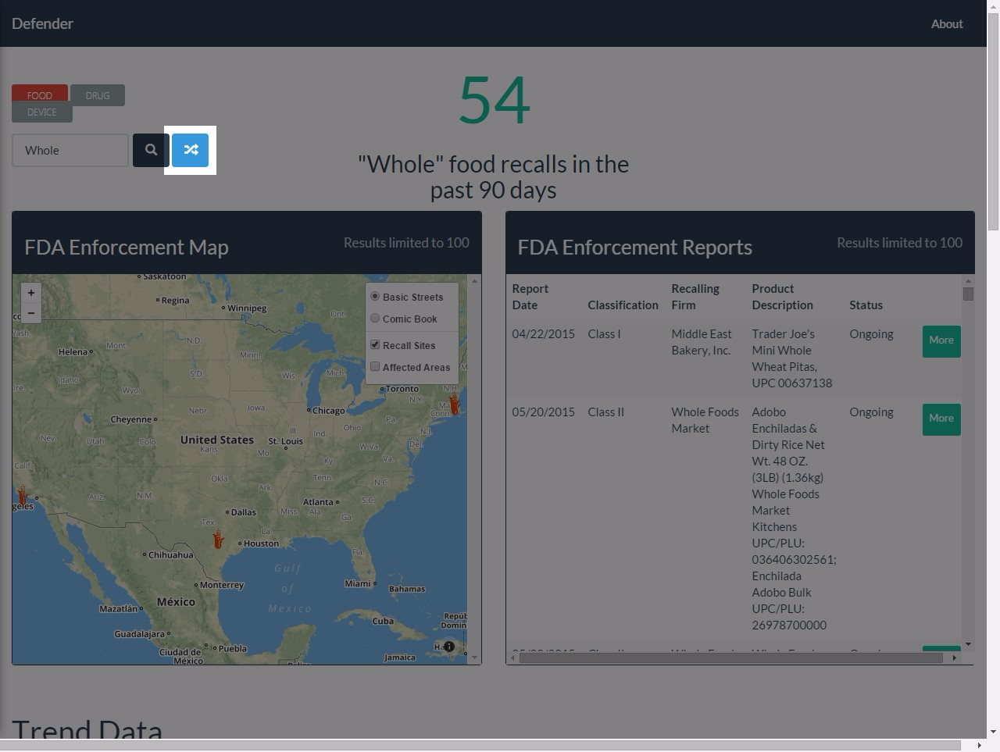 Defender
About
FOOD
DRUG
DEVICE
Whole
54
"Whole" food recalls in the
past 90 days
FDA Enforcement Map
Results limited to 100
+
−
Basic Streets
Comic Book
Recall Sites
Affected Areas
Saskatoon
Regina
Winnipeg
Ont.
Wash.
Mont.
N.D.
Minn.
Helena
Idaho
S.D.
Wis.
Mich.
Wyo.
Toronto
N.H.
N.Y.
Iowa
Chicago
Nebr.
Cheyenne
Pa.
Conn.
Ill.
Ind.
Ohio
N.J.
Nev.
Utah
Colo.
United States
Kans.
St. Louis
Mo.
W.Va.
Va.
Del.
Calif.
Ky.
Okla.
Tenn.
N.C.
Ark.
geles
Ariz.
N.M.
Atlanta
S.C.
Dallas
Miss.
Ala.
Ga.
Tex.
La.
Houston
Chihuahua
Fla.
Gulf
of
Mexico
Monterrey
Miami
Bahamas
México
Mazatlán
Cuba
Repúb
Domin
Guadalajara
Ciudad de
México
Puebla
Ha
Jamaica
FDA Enforcement Reports
Results limited to 100
Report
Date
Classification
Recalling
Firm
Product
Description
Status
04/22/2015
Class I
Middle East
Bakery, Inc.
Trader Joe's
Mini Whole
Wheat Pitas,
UPC 00637138
Ongoing
More
05/20/2015
Class II
Whole Foods
Market
Adobo
Enchiladas &
Dirty Rice Net
Wt. 48 OZ.
(3LB) (1.36kg)
Whole Foods
Market
Kitchens
UPC/PLU:
036406302561;
Enchilada
Adobo Bulk
UPC/PLU:
26978700000
Ongoing
More
Trend Data